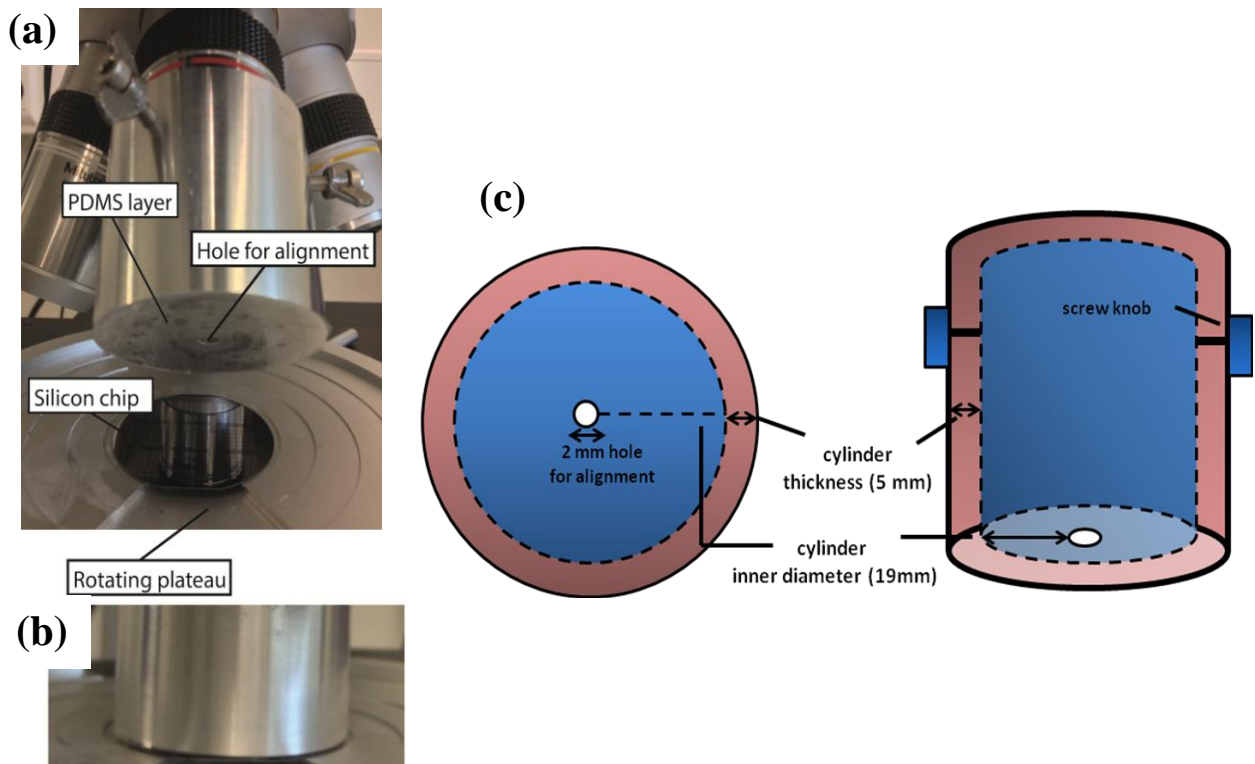 (a)
PDMS layer
Hole for alignment
Silicon chip
Rotating plateau
(b)
(c)
2 mm hole
for alignment
cylinder
thickness (5 mm)
cylinder
inner diameter (19mm)
screw knob